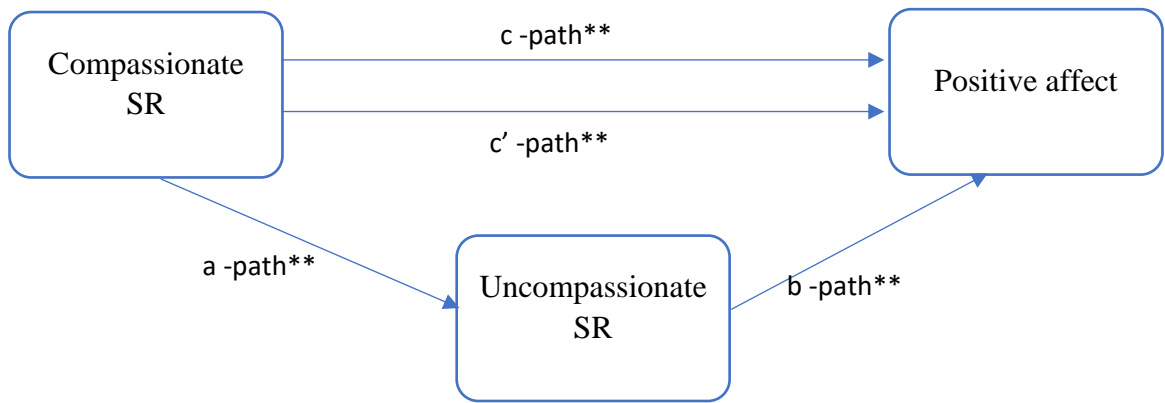 c -path**
Compassionate
SR
Positive affect
c’ -path**
a -path**
Uncompassionate
SR
b -path**